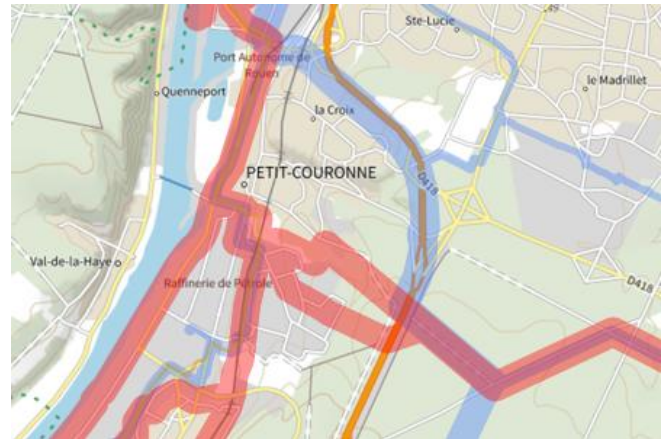 Ste-Lucie
Port Autonome de
Rouen
le Madrillet
Quenneport
la Croix
PETIT-COURONNE
D418
Val-de-la-Haye
Raffinerie de Pétrole
D418